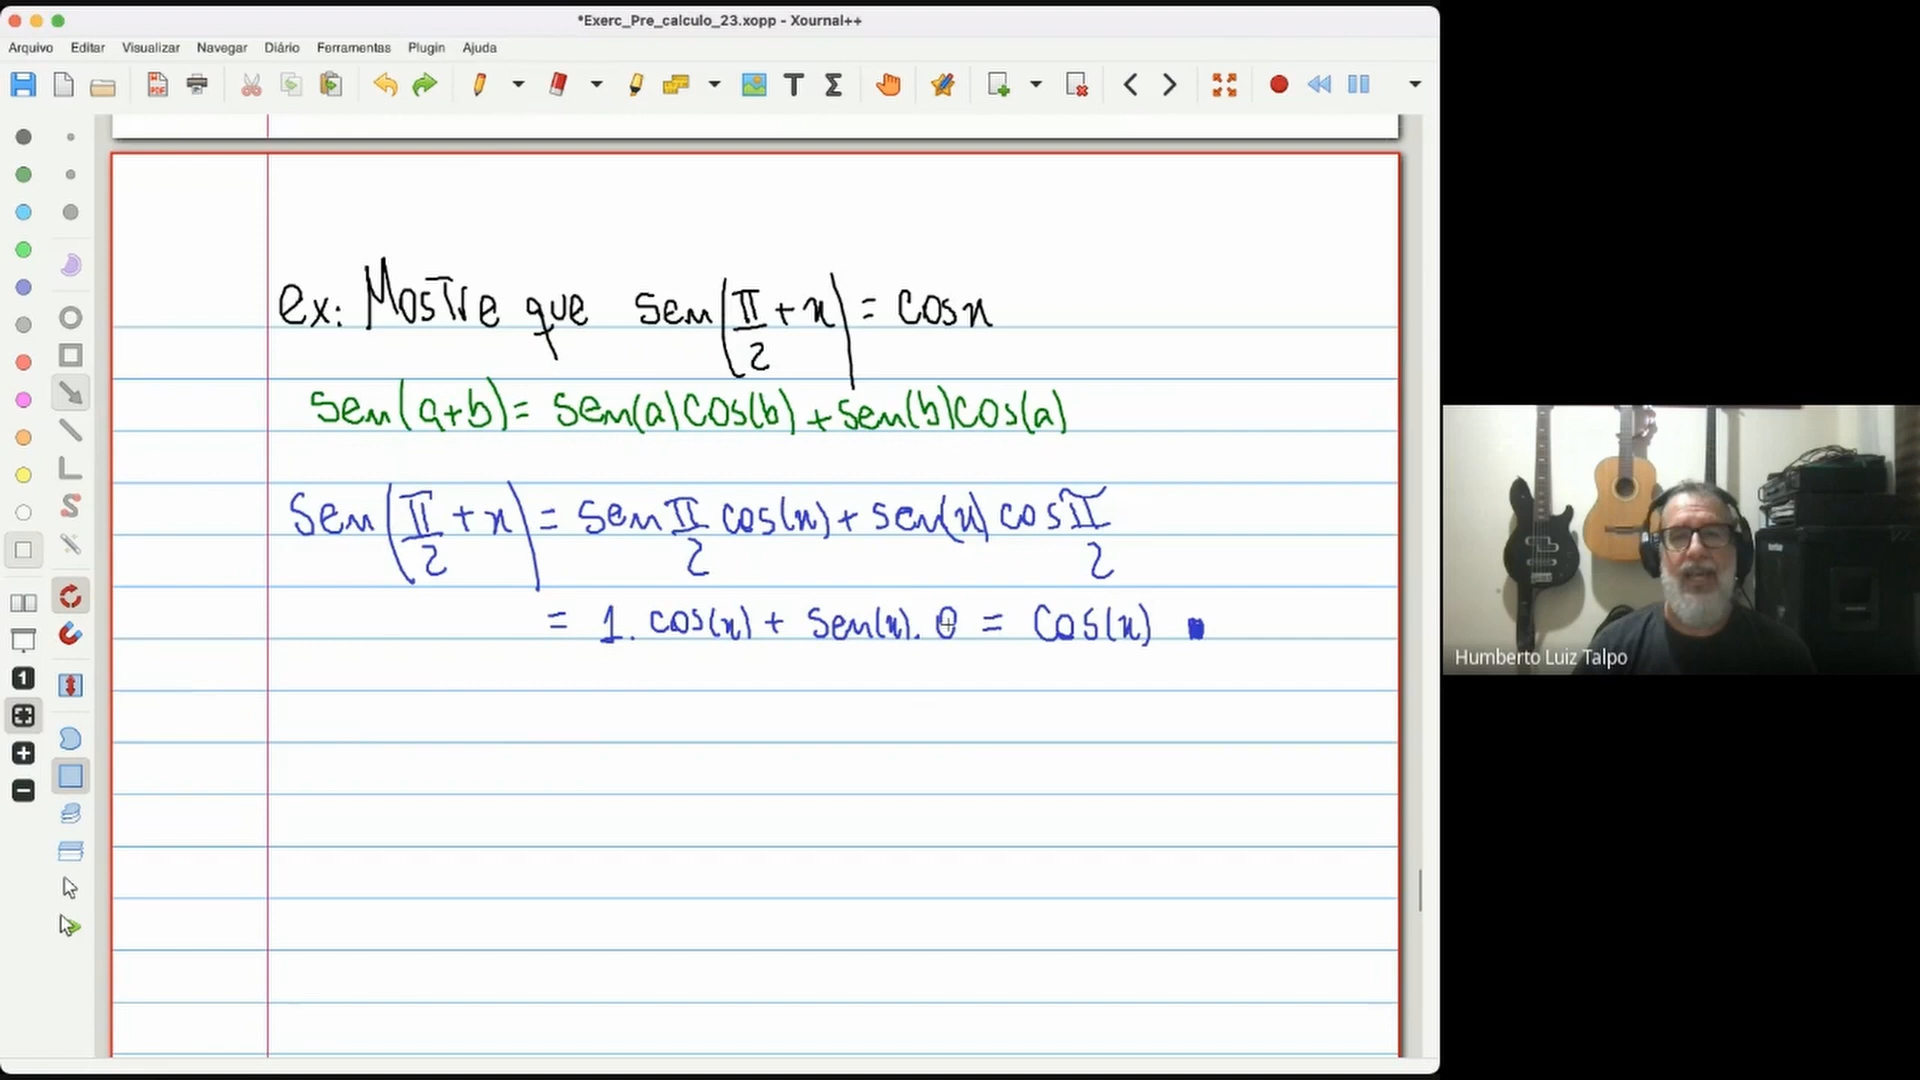 *Exerc_Pre_calculo_23.xopp - Xournal++
Arquivo Editar Visualizar Navegar Diário Ferramentas Plugin Ajuda
ex: Mostre que sen(π/2 + x) = cosx
sen(a+b) = sen(a)cos(b) + sen(b)cos(a)
sen(π/2 + x) = sen π/2 cos(x) + sen(x) cos π/2
= 1. cos(x) + sen(x). 0 = cos(x) ▪
Humberto Luiz Talpo